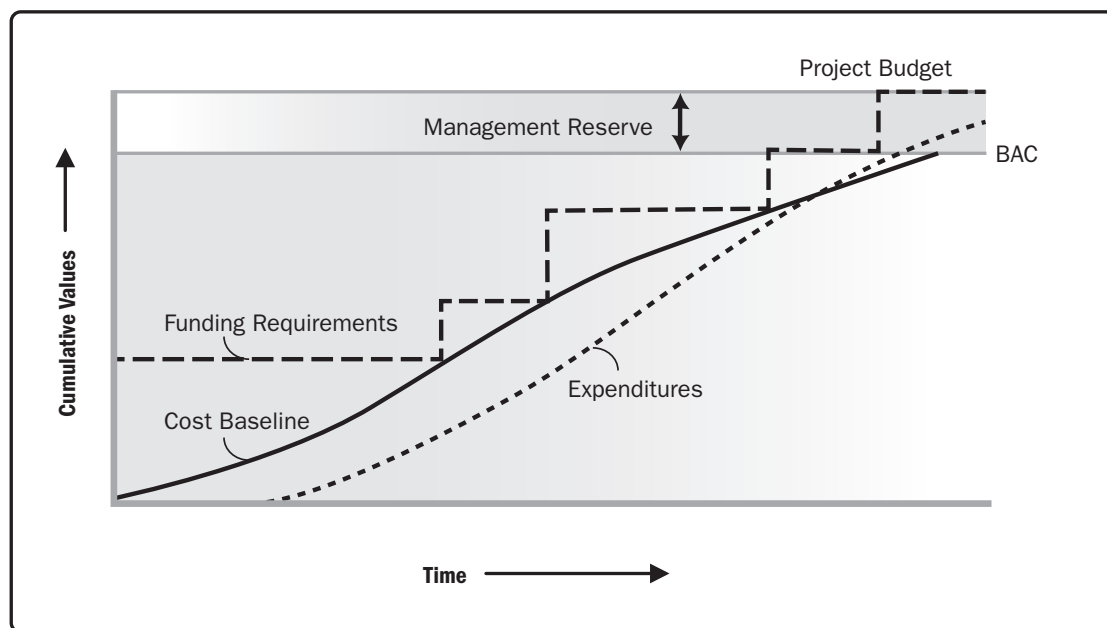 Project Budget
Management Reserve
BAC
Cumulative Values
Funding Requirements
Expenditures
Cost Baseline
Time